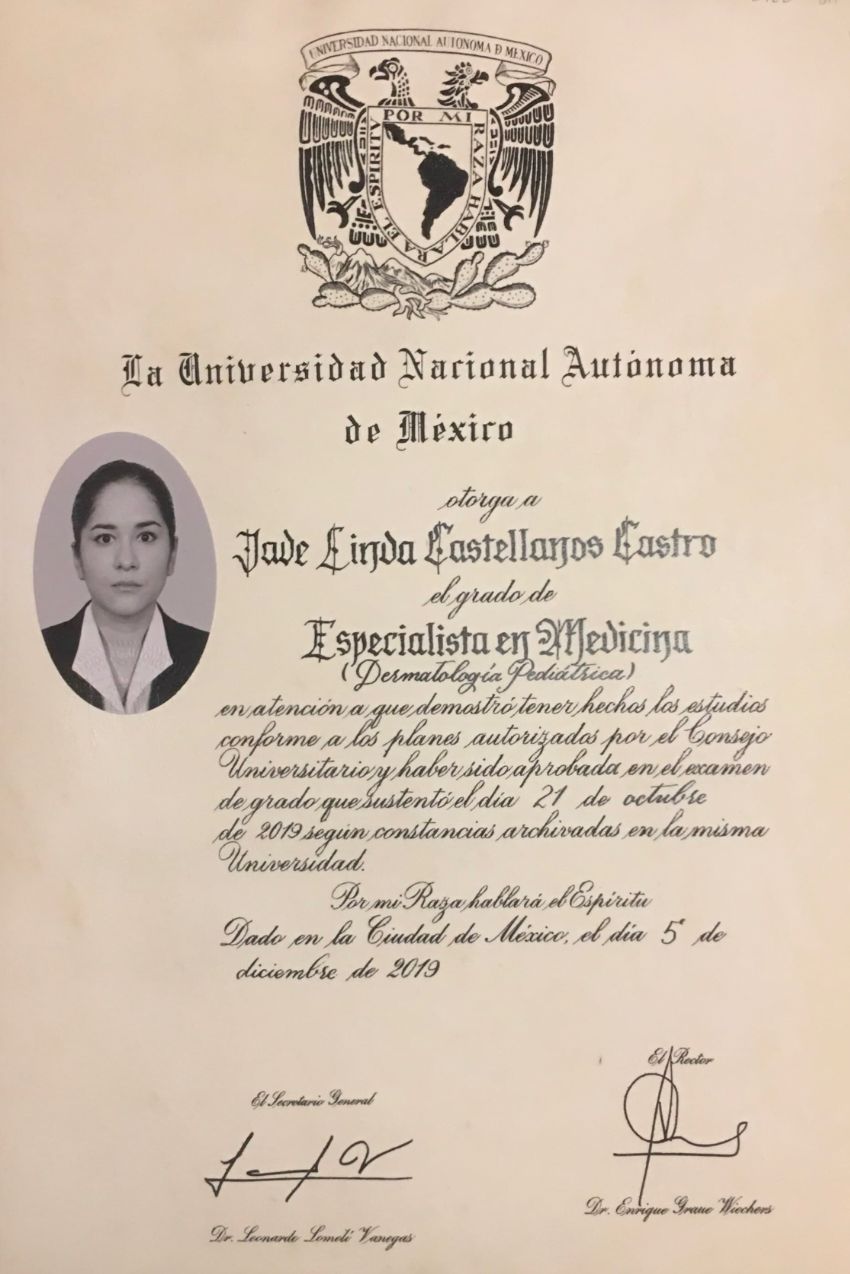 UNIVERSIDAD NACIONAL AUTONOMA D MEXICO
POR MI RAZA HABLARA EL ESPIRITV
La Universidad Nacional Autónoma
de México
otorga a
Jade Linda Castellanos Castro
el grado de
Especialista en Medicina
(Dermatología Pediátrica)
en atención a que demostró tener hechos los estudios
conforme a los planes autorizados por el Consejo
Universitario y haber sido aprobada en el examen
de grado que sustentó el día 21 de octubre
de 2019 según constancias archivadas en la misma
Universidad.
Por mi Raza hablará el Espíritu
Dado en la Ciudad de México, el día 5 de
diciembre de 2019
El Rector
El Secretario General
Dr. Enrique Graue Wiechers
Dr. Leonardo Lomelí Vanegas